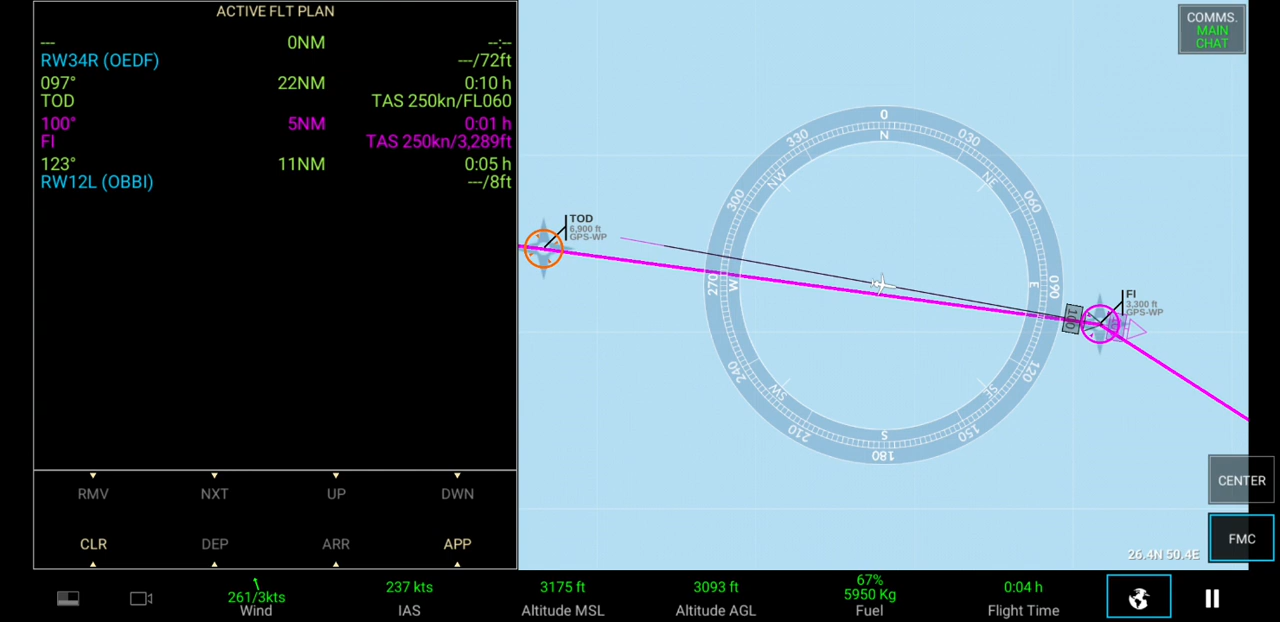 ACTIVE FLT PLAN
--- 0NM --:--
RW34R (OEDF) ---/72ft
097° 22NM 0:10 h
TOD TAS 250kn/FL060
100° 5NM 0:01 h
FI TAS 250kn/3,289ft
123° 11NM 0:05 h
RW12L (OBBI) ---/8ft
RMV NXT UP DWN
CLR DEP ARR APP
COMMS.
MAIN
CHAT
TOD
6,900 ft
GPS-WP
0
N
030
NE
060
090
E
120
SE
150
180
S
210
SW
240
270
W
300
NW
330
100
FI
3,300 ft
GPS-WP
CENTER
FMC
26.4N 50.4E
261/3kts
Wind
237 kts
IAS
3175 ft
Altitude MSL
3093 ft
Altitude AGL
67%
5950 Kg
Fuel
0:04 h
Flight Time